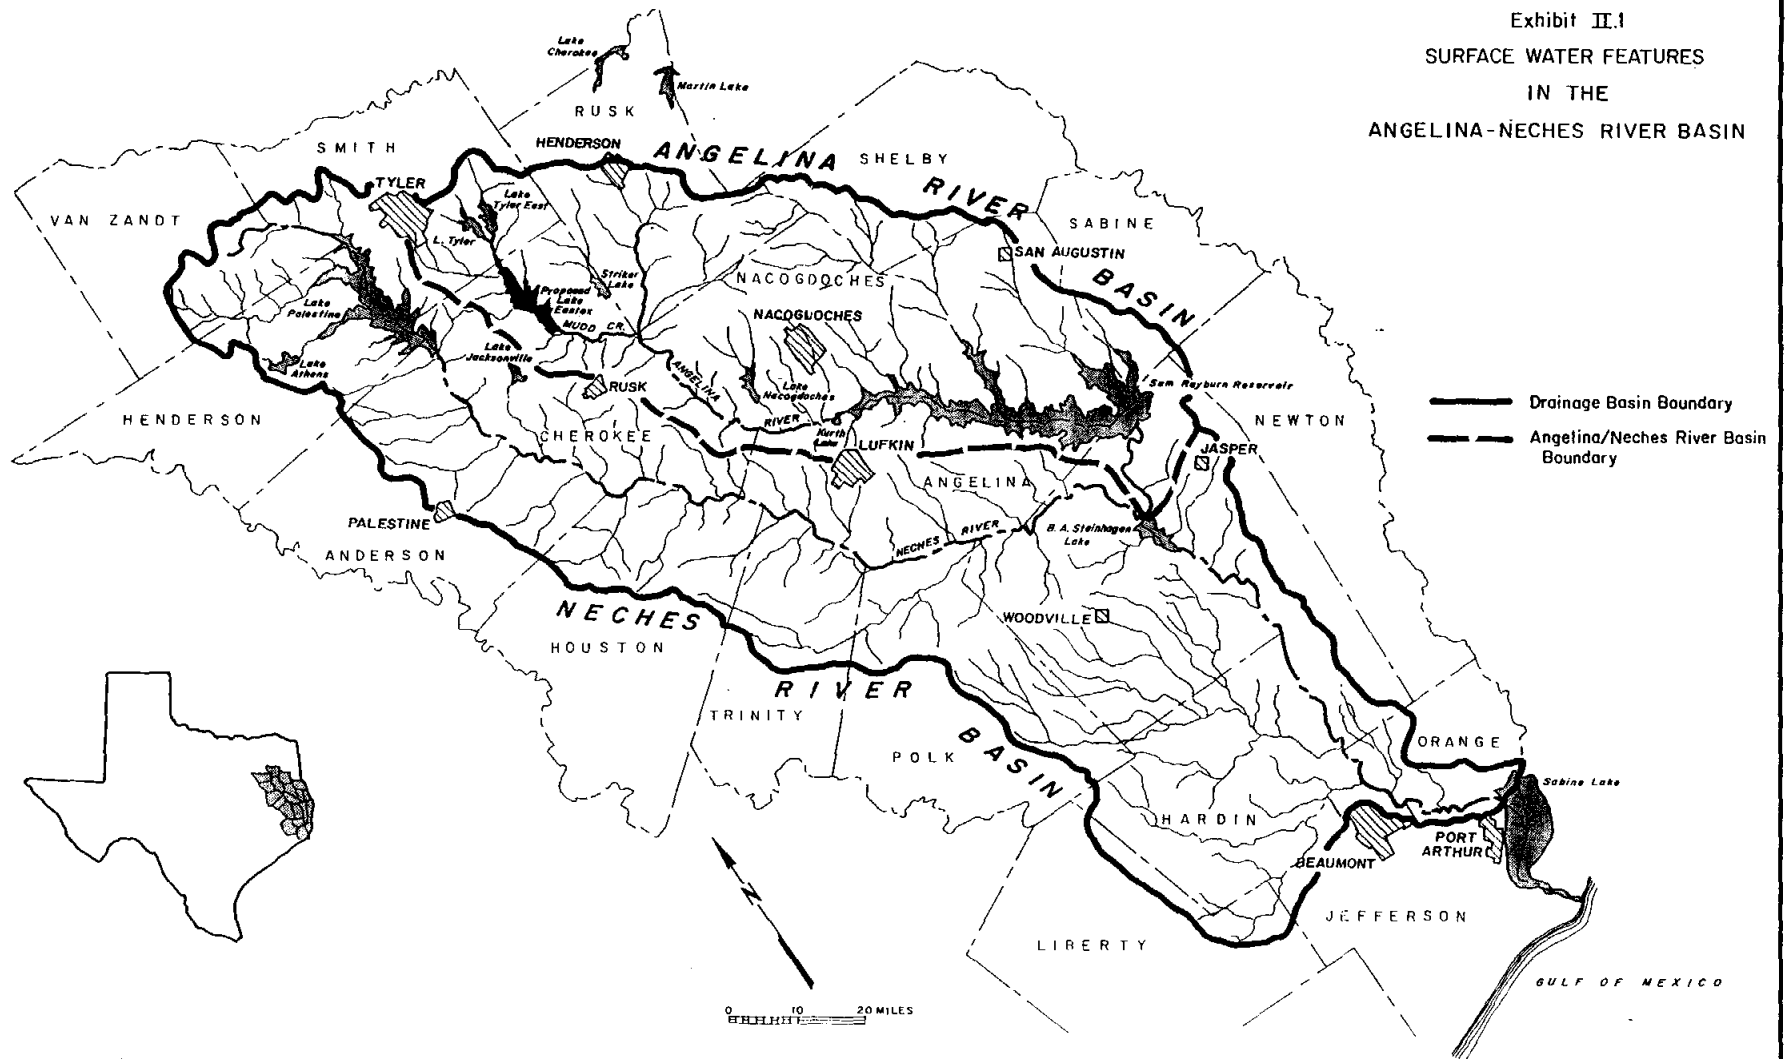 Exhibit II.1
SURFACE WATER FEATURES
IN THE
ANGELINA-NECHES RIVER BASIN
Lake
Cherokee
Martin Lake
RUSK
SMITH
HENDERSON
ANGELINA
SHELBY
TYLER
RIVER
VAN ZANDT
Lake
Tyler East
L. Tyler
SABINE
SAN AUGUSTIN
BASIN
Striker
Lake
NACOGDOCHES
Proposed
Lake
Eastex
Lake
Palestine
MUDD CR.
NACOGDOCHES
Lake
Jacksonville
Lake
Athens
RUSK
ANGELINA
RIVER
Lake
Nacogdoches
Sam Rayburn Reservoir
Drainage Basin Boundary
Angelina/Neches River Basin
Boundary
HENDERSON
NEWTON
CHEROKEE
Kurth
Lake
LUFKIN
JASPER
ANGELINA
PALESTINE
ANDERSON
NECHES RIVER
B. A. Steinhagen
Lake
NECHES
HOUSTON
WOODVILLE
RIVER
TRINITY
BASIN
POLK
ORANGE
Sabine Lake
HARDIN
BEAUMONT
PORT
ARTHUR
JEFFERSON
LIBERTY
N
GULF OF MEXICO
0 10 20 MILES